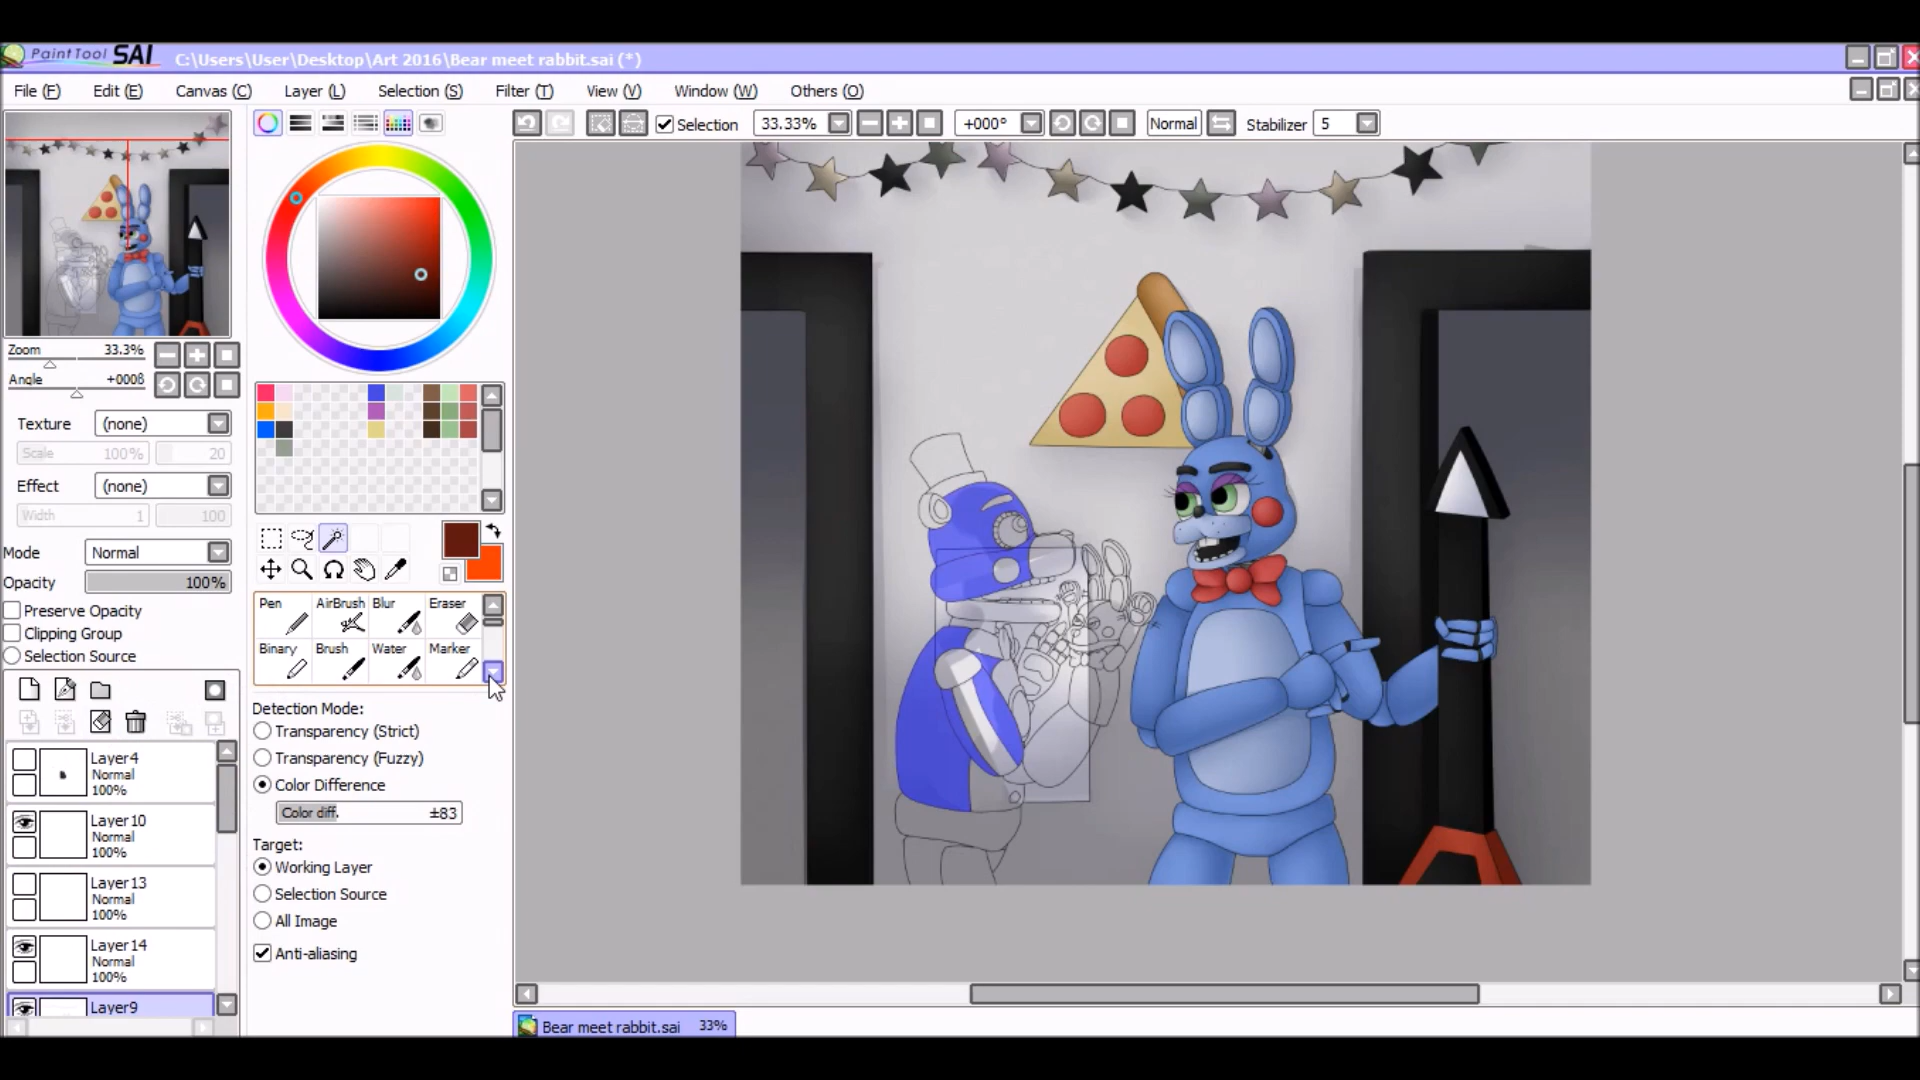 PaintTool SAI C:\Users\User\Desktop\Art 2016\Bear meet rabbit.sai (*)
File (F) Edit (E) Canvas (C) Layer (L) Selection (S) Filter (T) View (V) Window (W) Others (O)
Selection 33.33% +000° Normal Stabilizer 5
Zoom 33.3%
Angle +000ß
Texture (none)
Scale 100% 20
Effect (none)
Width 1 100
Mode Normal
Opacity 100%
Preserve Opacity
Clipping Group
Selection Source
Layer4
Normal
100%
Layer10
Normal
100%
Layer13
Normal
100%
Layer14
Normal
100%
Layer9
Pen AirBrush Blur Eraser
Binary Brush Water Marker
Detection Mode:
Transparency (Strict)
Transparency (Fuzzy)
Color Difference
Color diff. ±83
Target:
Working Layer
Selection Source
All Image
Anti-aliasing
Bear meet rabbit.sai 33%